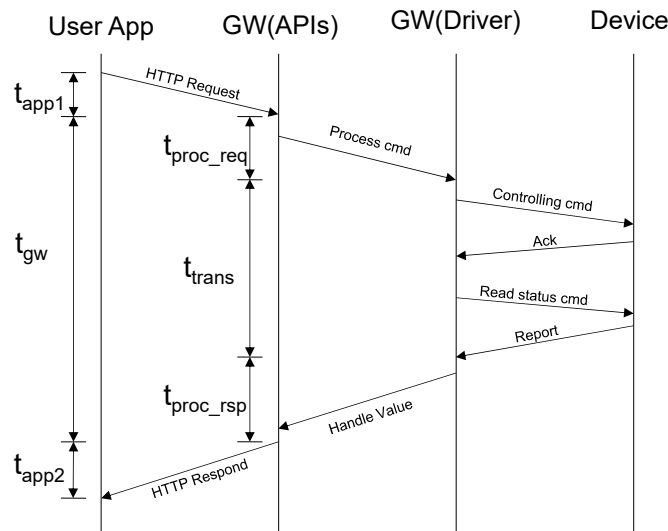 User App
GW(APIs)
GW(Driver)
Device
HTTP Request
t_app1
Process cmd
t_proc_req
Controlling cmd
Ack
t_gw
t_trans
Read status cmd
Report
t_proc_rsp
Handle Value
t_app2
HTTP Respond